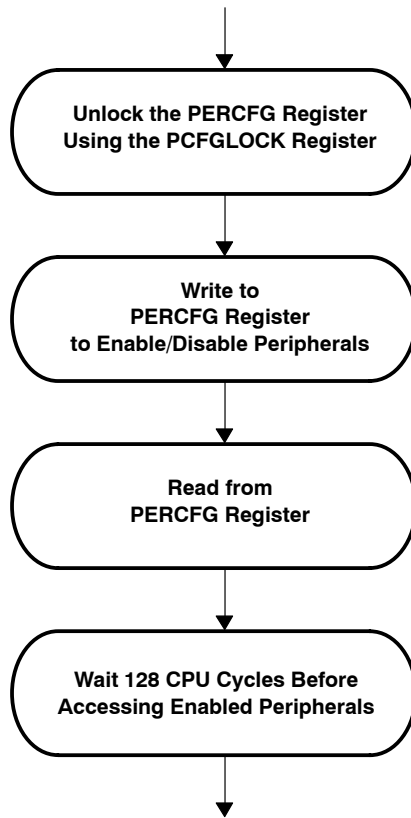 Unlock the PERCFG Register
Using the PCFGLOCK Register
Write to
PERCFG Register
to Enable/Disable Peripherals
Read from
PERCFG Register
Wait 128 CPU Cycles Before
Accessing Enabled Peripherals